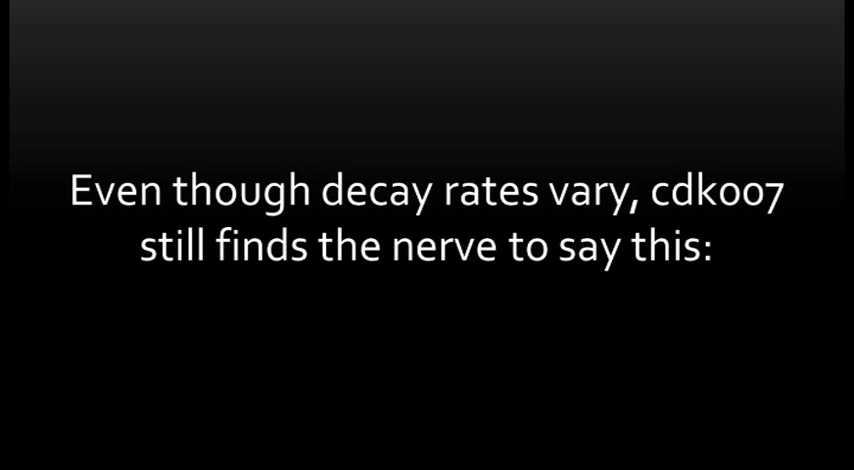 Even though decay rates vary, cdk007
still finds the nerve to say this: